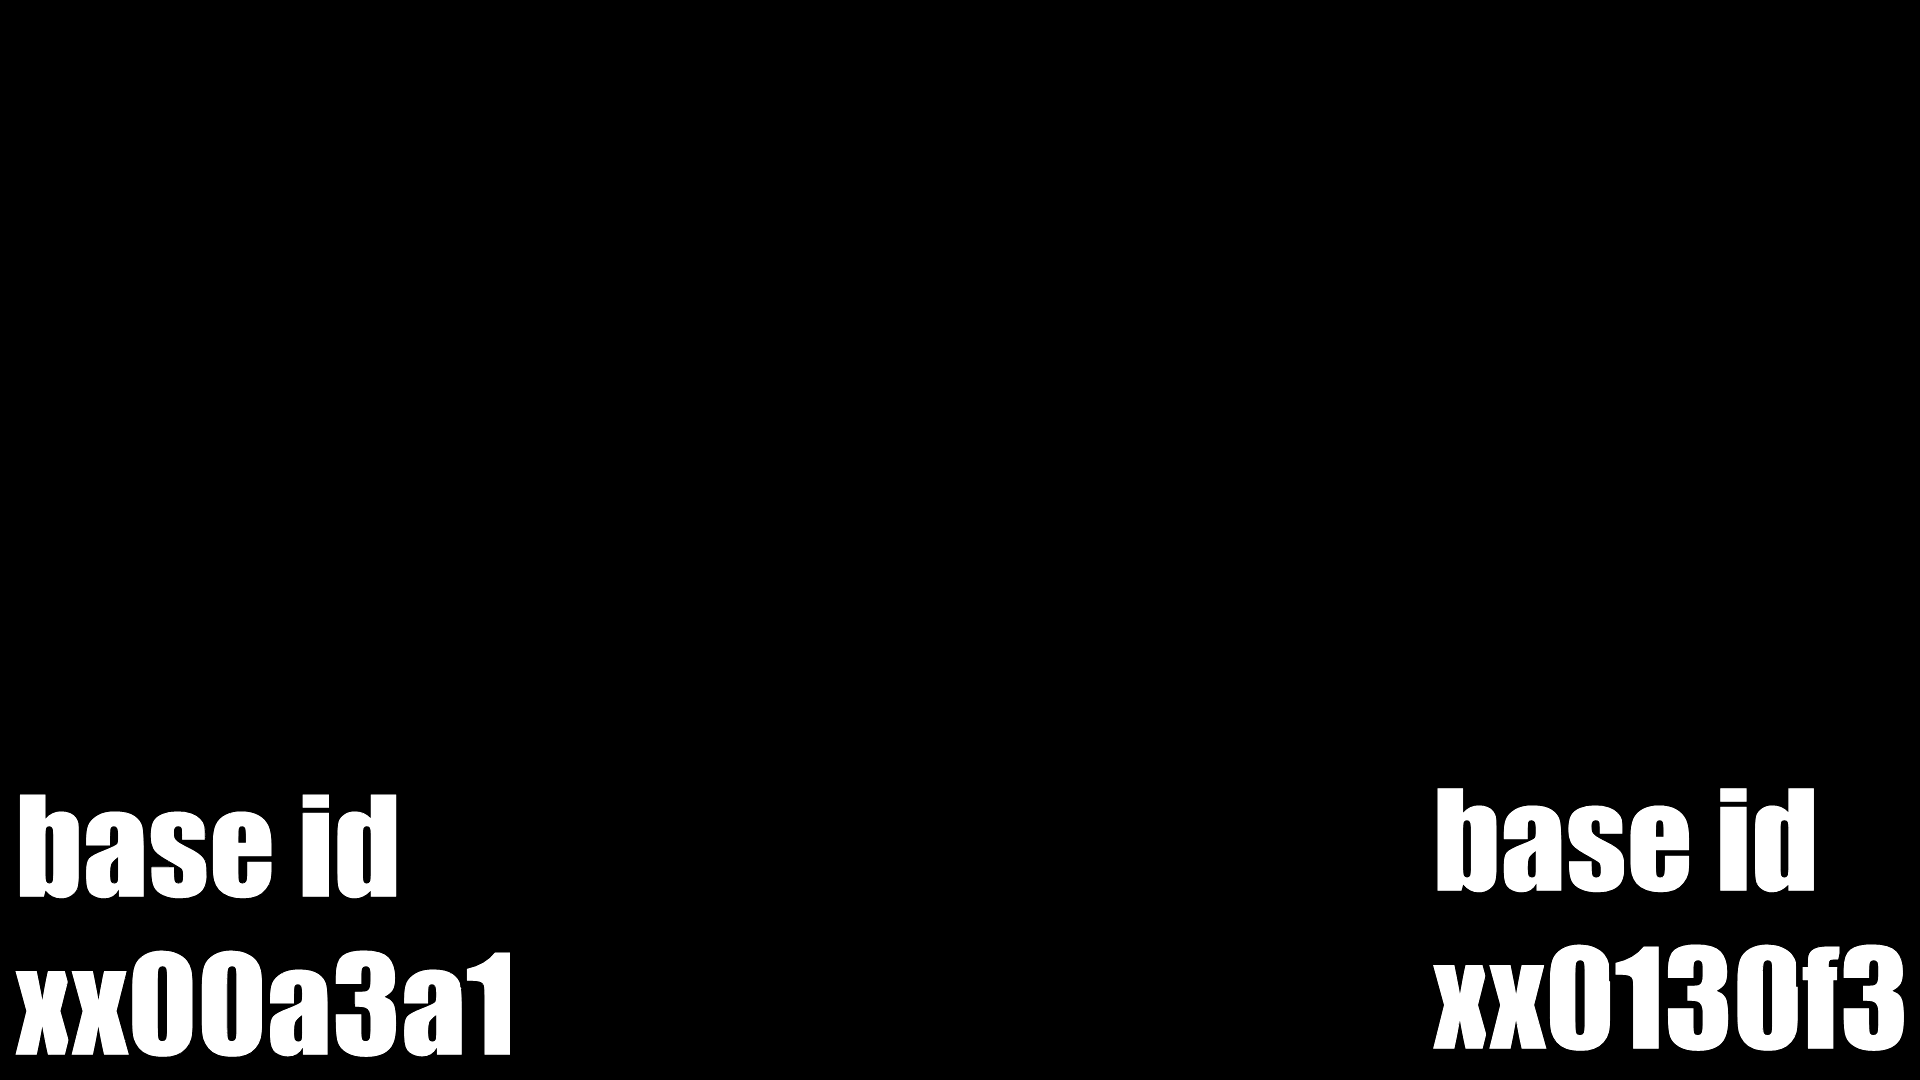 base id
xx00a3a1
base id
xx0130f3